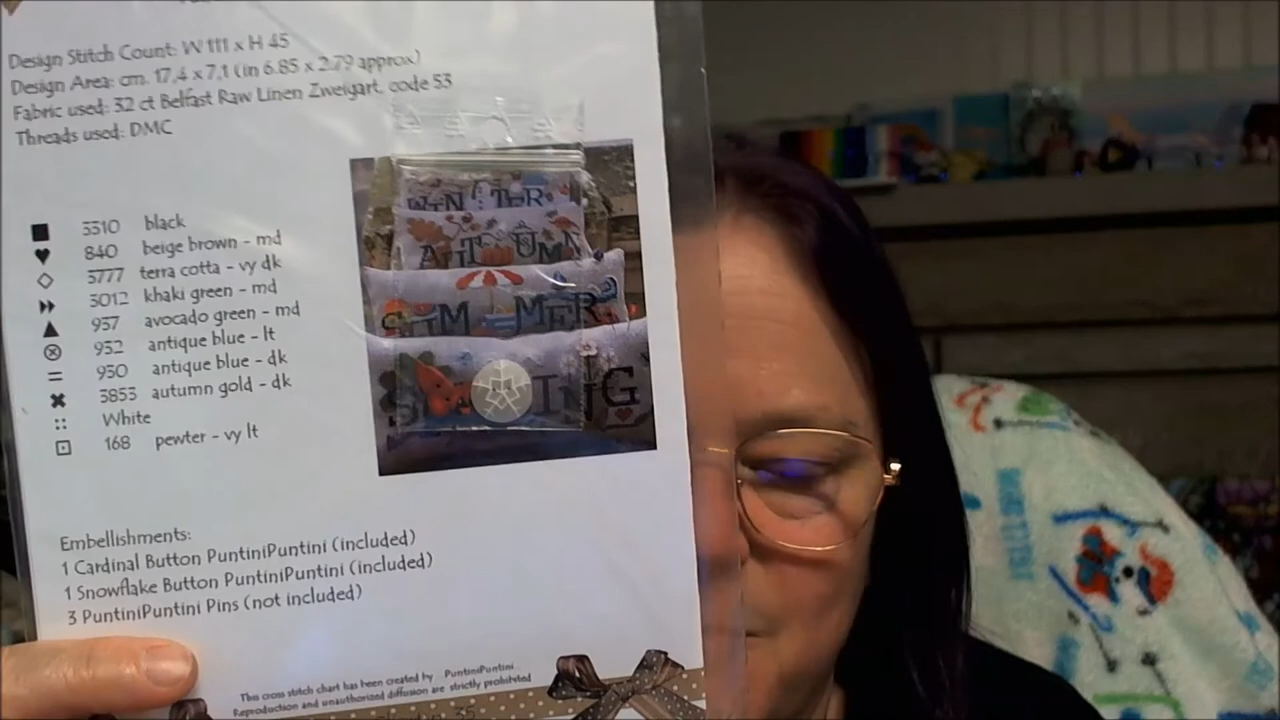 Design Stitch Count: W 111 x H 45
Design Area: cm. 17,4 x 7,1 (in 6.85 x 2.79 approx)
Fabric used: 32 ct Belfast Raw Linen Zweigart, code 53
Threads used: DMC
3310 black
840 beige brown - md
3777 terra cotta - vy dk
3012 khaki green - md
937 avocado green - md
932 antique blue - lt
930 antique blue - dk
3853 autumn gold - dk
White
168 pewter - vy lt
WINTER
AUTUMN
SUMMER
SPRING
Embellishments:
1 Cardinal Button PuntiniPuntini (included)
1 Snowflake Button PuntiniPuntini (included)
3 PuntiniPuntini Pins (not included)
This cross stitch chart has been created by PuntiniPuntini
Reproduction and unauthorized diffusion are strictly prohibited